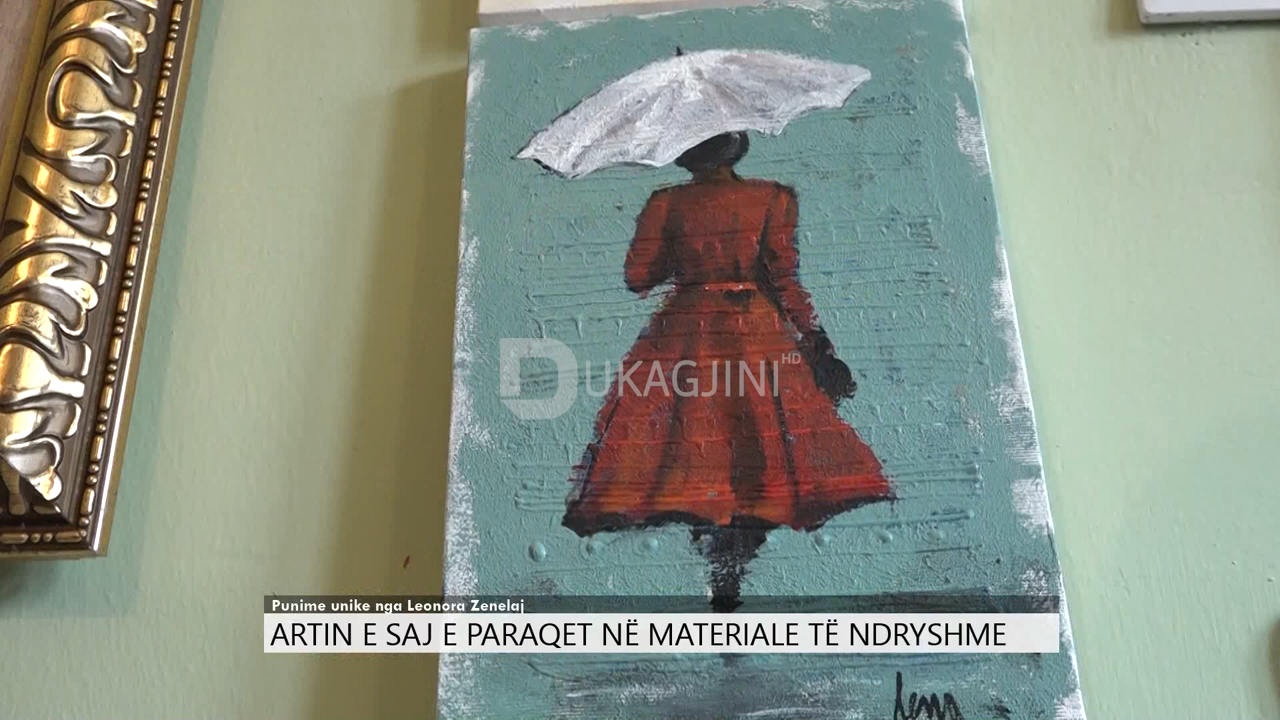 DUKAGJINI HD
Punime unike nga Leonora Zenelaj
ARTIN E SAJ E PARAQET NË MATERIALE TË NDRYSHME